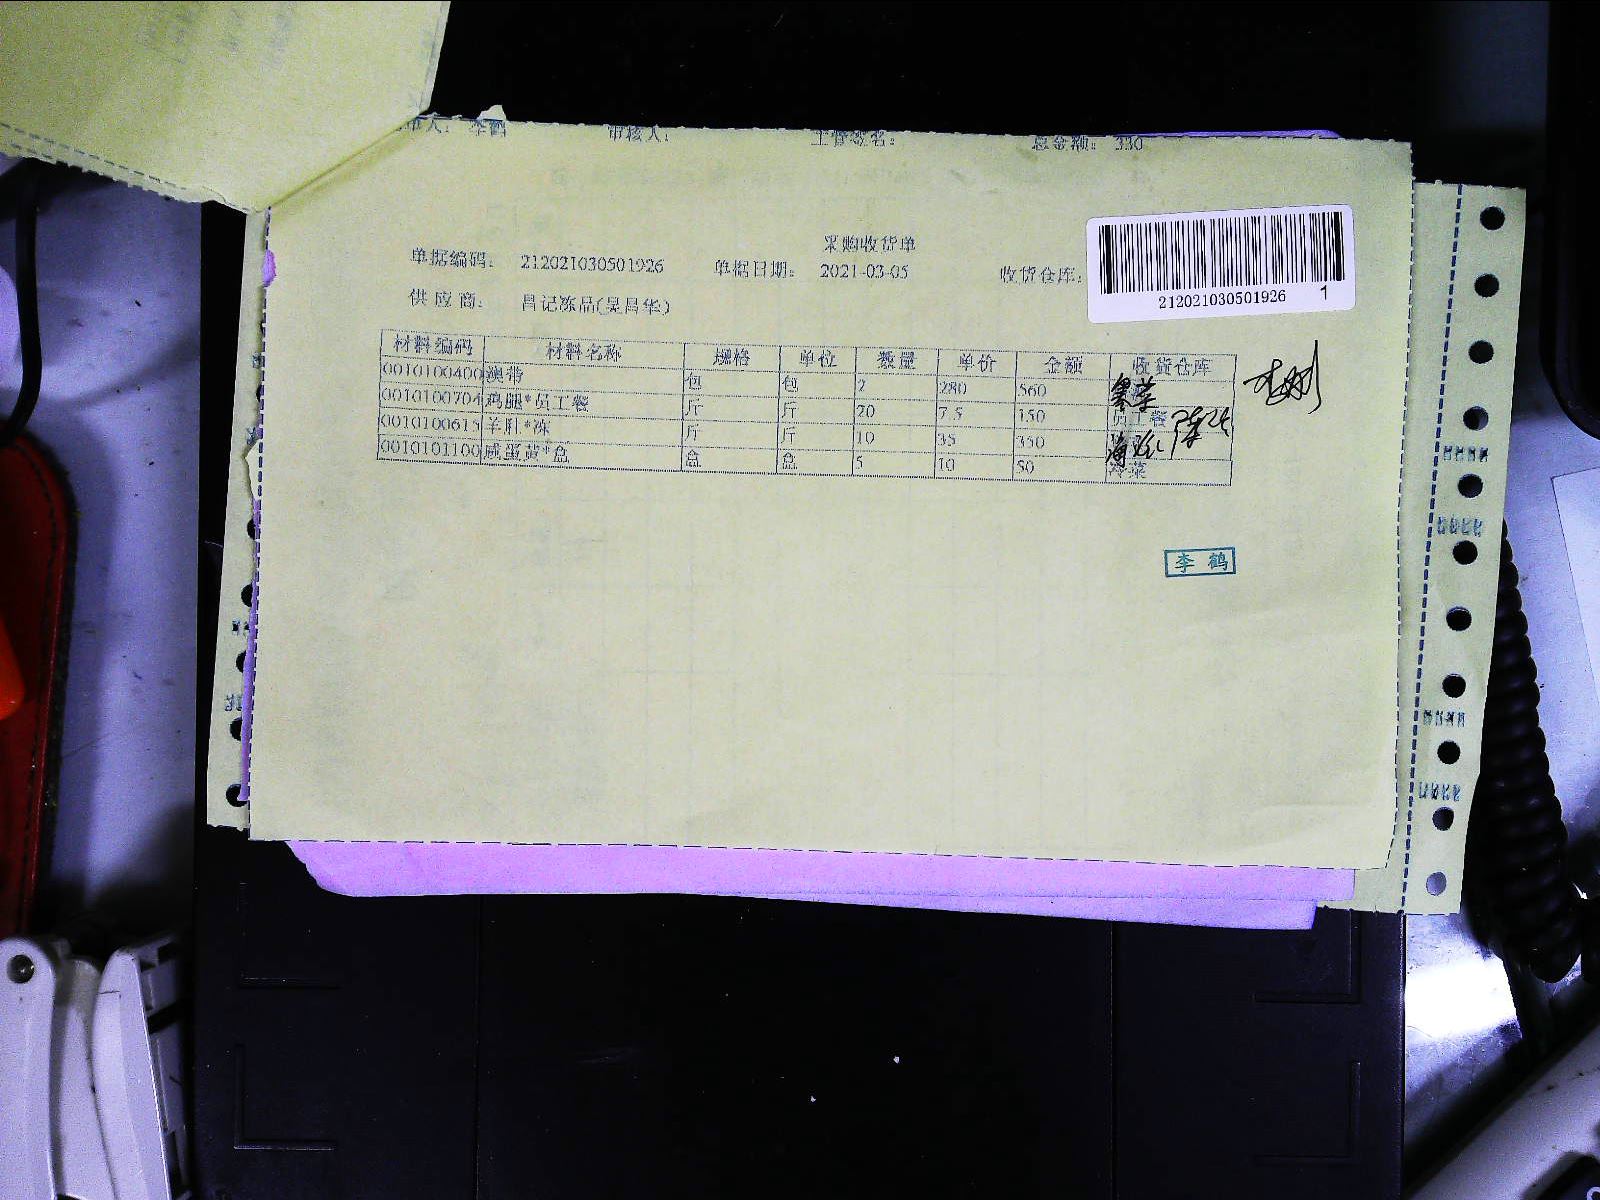 审核人： 主管签名： 总金额：330
采购收货单
单据编码： 212021030501926 单据日期： 2021-03-05 收货仓库：
212021030501926 1
供应商： 昌记冻品(吴昌华)
材料编码 材料名称 规格 单位 数量 单价 金额 收货仓库
0010100400 澳带 包 包 2 280 560
001010070 鸡腿*员工餐 斤 斤 20 7.5 150 员工餐
001010061 羊肚*冻 斤 斤 10 35 350
0010101100 咸蛋黄*盒 盒 盒 5 10 50 冷菜
李鹤